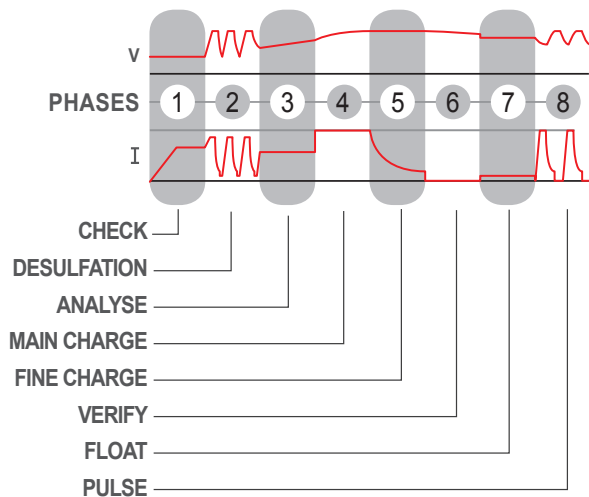 V
PHASES 1 2 3 4 5 6 7 8
I
CHECK
DESULFATION
ANALYSE
MAIN CHARGE
FINE CHARGE
VERIFY
FLOAT
PULSE